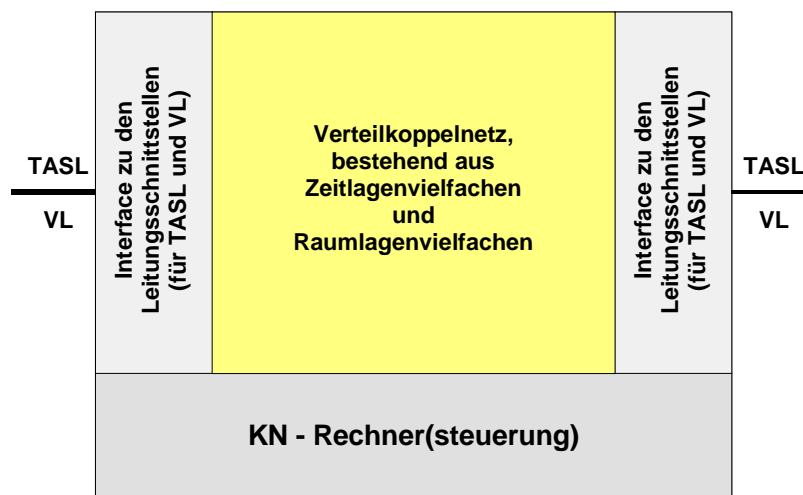 TASL
VL
Interface zu den
Leitungsschnittstellen
(für TASL und VL)
Verteilkoppelnetz,
bestehend aus
Zeitlagenvielfachen
und
Raumlagenvielfachen
Interface zu den
Leitungsschnittstellen
(für TASL und VL)
TASL
VL
KN - Rechner(steuerung)